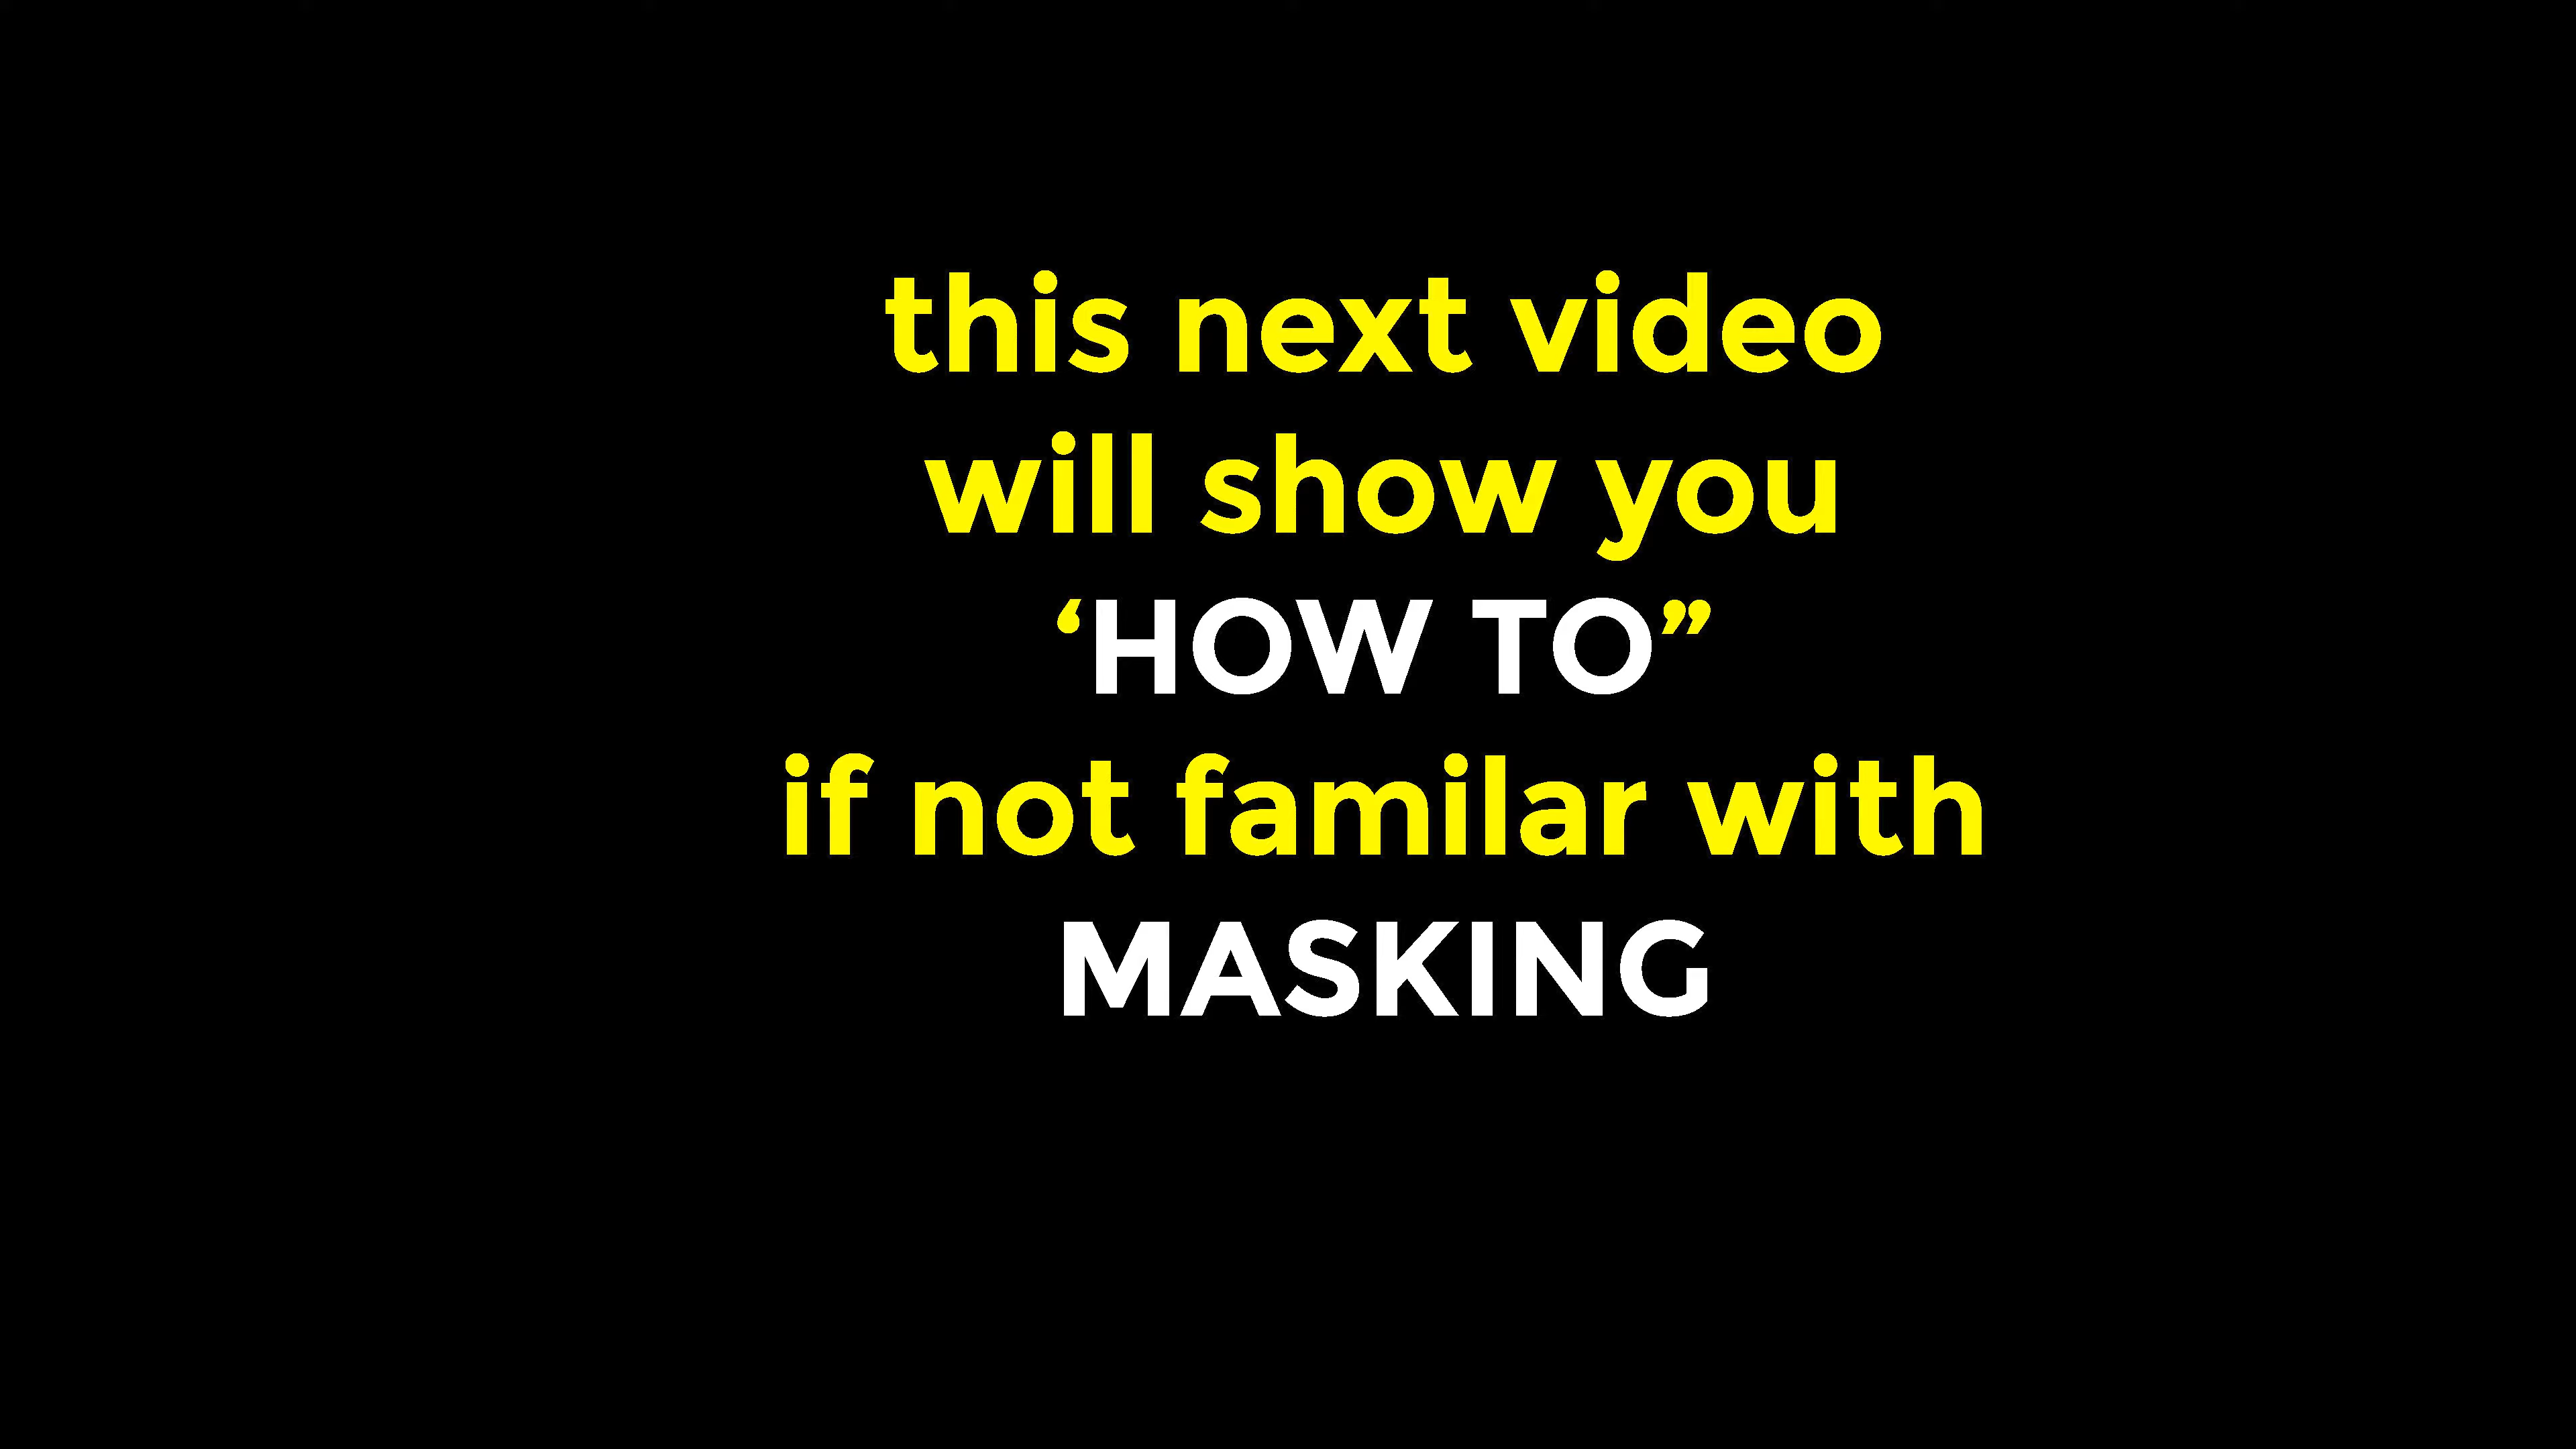 this next video
will show you
‘HOW TO”
if not familar with
MASKING